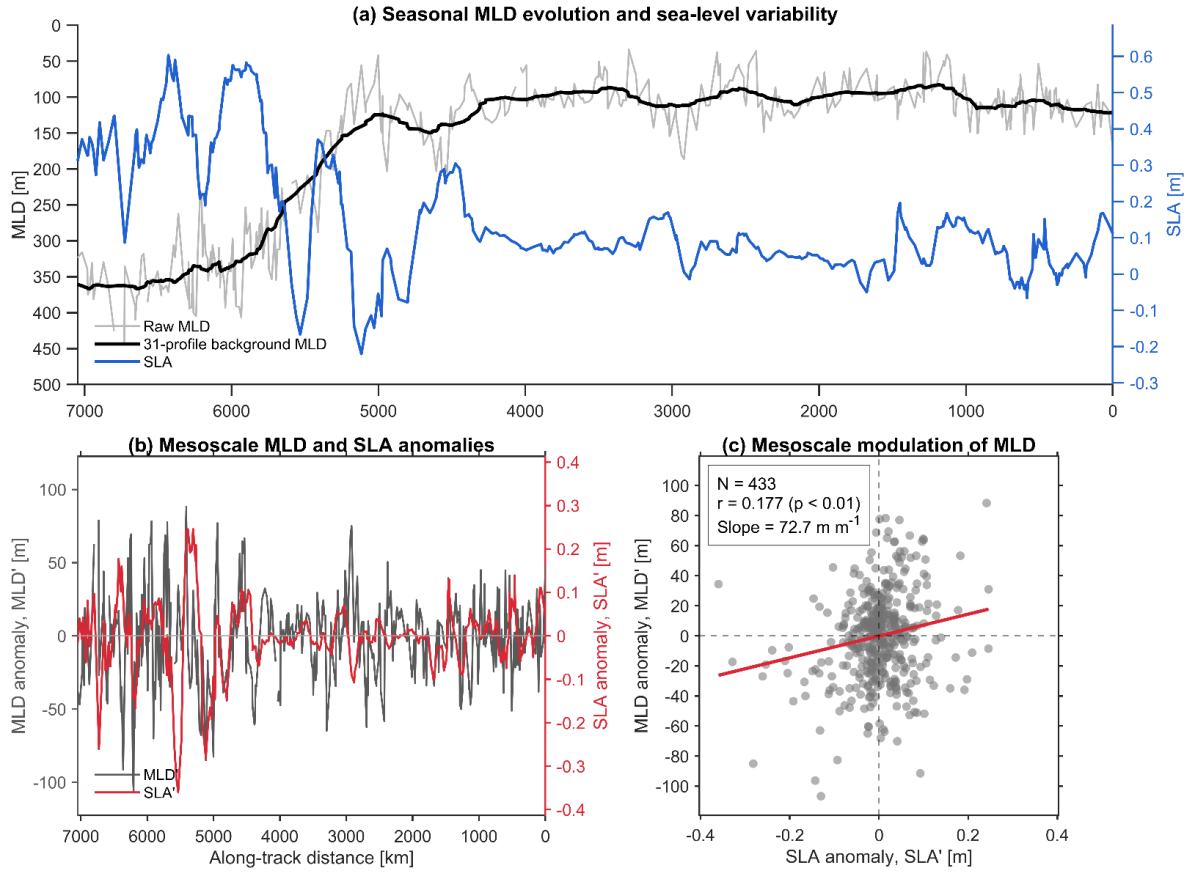 (a) Seasonal MLD evolution and sea-level variability
0
50
100
150
200
250
300
350
400
450
500
MLD [m]
0.6
0.5
0.4
0.3
0.2
0.1
0
-0.1
-0.2
-0.3
SLA [m]
Raw MLD
31-profile background MLD
SLA
7000 6000 5000 4000 3000 2000 1000 0
(b) Mesoscale MLD and SLA anomalies
100
50
0
-50
-100
MLD anomaly, MLD' [m]
0.4
0.3
0.2
0.1
0
-0.1
-0.2
-0.3
-0.4
SLA anomaly, SLA' [m]
MLD'
SLA'
7000 6000 5000 4000 3000 2000 1000 0
Along-track distance [km]
(c) Mesoscale modulation of MLD
N = 433
r = 0.177 (p < 0.01)
Slope = 72.7 m m⁻¹
100
80
60
40
20
0
-20
-40
-60
-80
-100
MLD anomaly, MLD' [m]
-0.4 -0.2 0 0.2 0.4
SLA anomaly, SLA' [m]